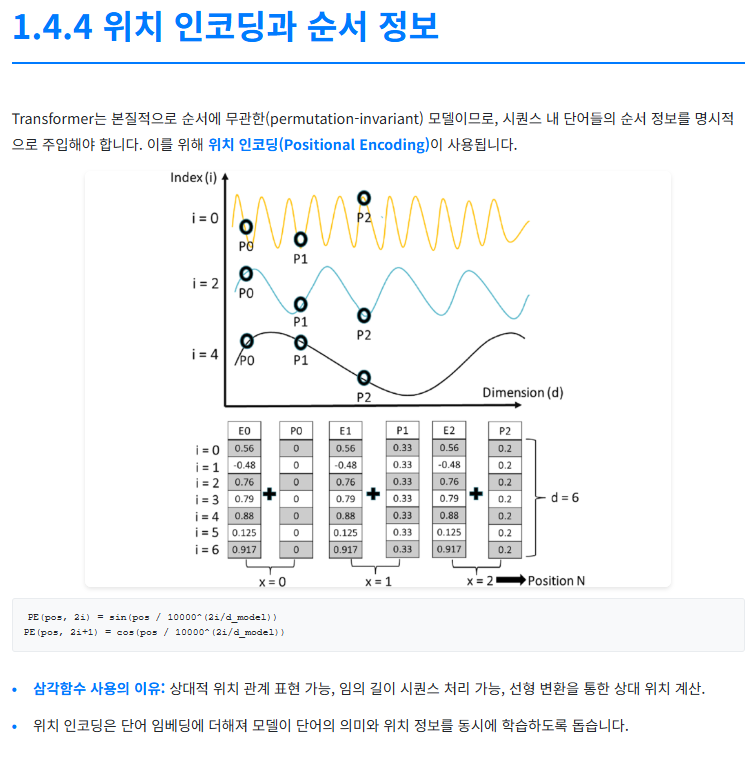 1.4.4 위치 인코딩과 순서 정보
Transformer는 본질적으로 순서에 무관한(permutation-invariant) 모델이므로, 시퀀스 내 단어들의 순서 정보를 명시적
으로 주입해야 합니다. 이를 위해 위치 인코딩(Positional Encoding)이 사용됩니다.
Index (i)
i = 0
P0
P1
P2
i = 2
P0
P1
P2
i = 4
P0
P1
P2
Dimension (d)
E0 P0 E1 P1 E2 P2
i = 0 0.56 0 0.56 0.33 0.56 0.2
i = 1 -0.48 0 -0.48 0.33 -0.48 0.2
i = 2 0.76 0 0.76 0.33 0.76 0.2
i = 3 0.79 + 0 0.79 + 0.33 0.79 + 0.2 d = 6
i = 4 0.88 0 0.88 0.33 0.88 0.2
i = 5 0.125 0 0.125 0.33 0.125 0.2
i = 6 0.917 0 0.917 0.33 0.917 0.2
x = 0 x = 1 x = 2 Position N
PE(pos, 2i) = sin(pos / 10000^(2i/d_model))
PE(pos, 2i+1) = cos(pos / 10000^(2i/d_model))
• 삼각함수 사용의 이유: 상대적 위치 관계 표현 가능, 임의 길이 시퀀스 처리 가능, 선형 변환을 통한 상대 위치 계산.
• 위치 인코딩은 단어 임베딩에 더해져 모델이 단어의 의미와 위치 정보를 동시에 학습하도록 돕습니다.